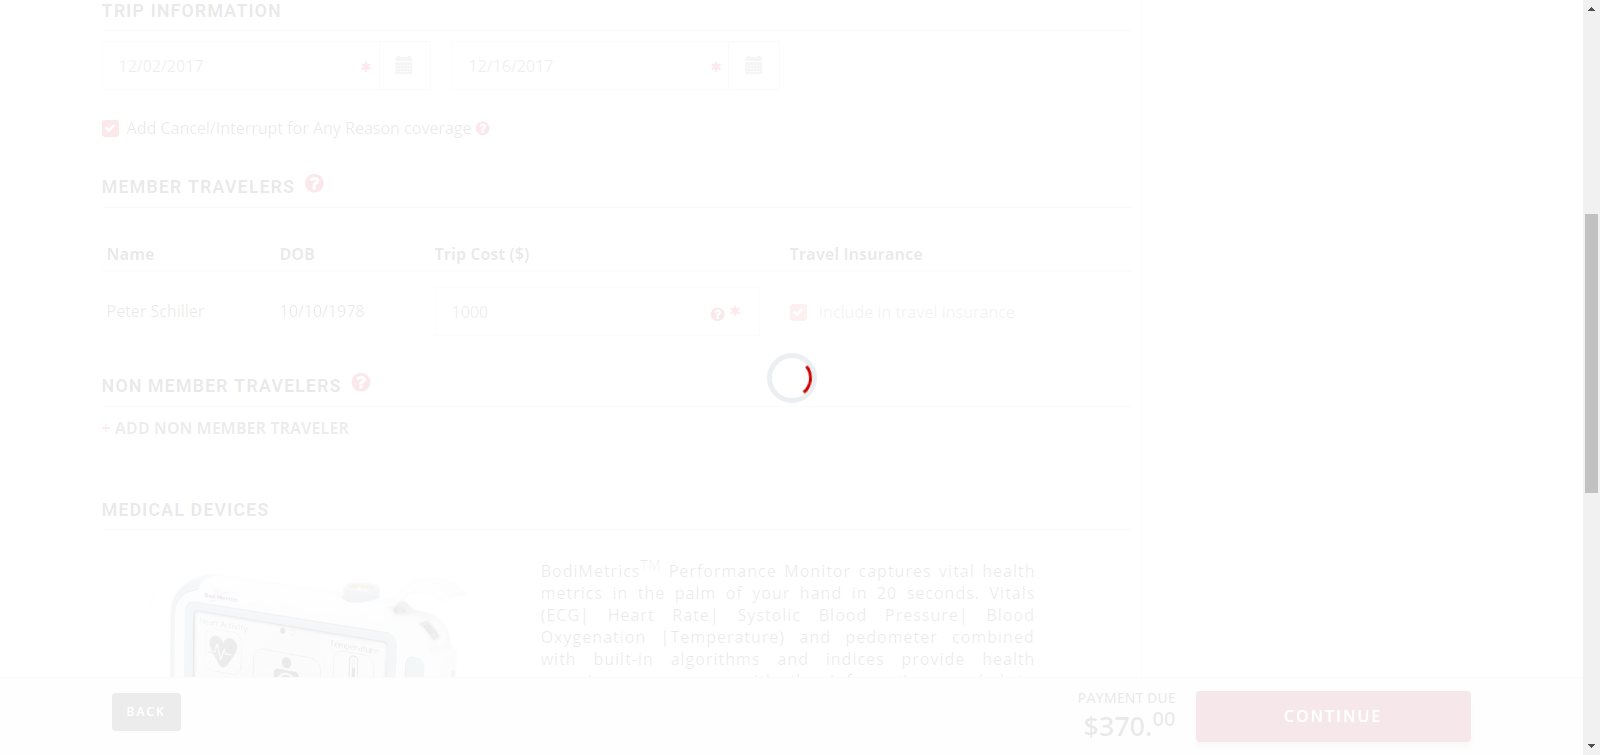 TRIP INFORMATION
12/02/2017 * 12/16/2017 *
Add Cancel/Interrupt for Any Reason coverage ?
MEMBER TRAVELERS ?
Name DOB Trip Cost ($) Travel Insurance
Peter Schiller 10/10/1978 1000 ? * Include in travel insurance
NON MEMBER TRAVELERS ?
+ ADD NON MEMBER TRAVELER
MEDICAL DEVICES
BodiMetrics™ Performance Monitor captures vital health
metrics in the palm of your hand in 20 seconds. Vitals
(ECG| Heart Rate| Systolic Blood Pressure| Blood
Oxygenation |Temperature) and pedometer combined
with built-in algorithms and indices provide health
Temperature
BACK
PAYMENT DUE
$370.00
CONTINUE